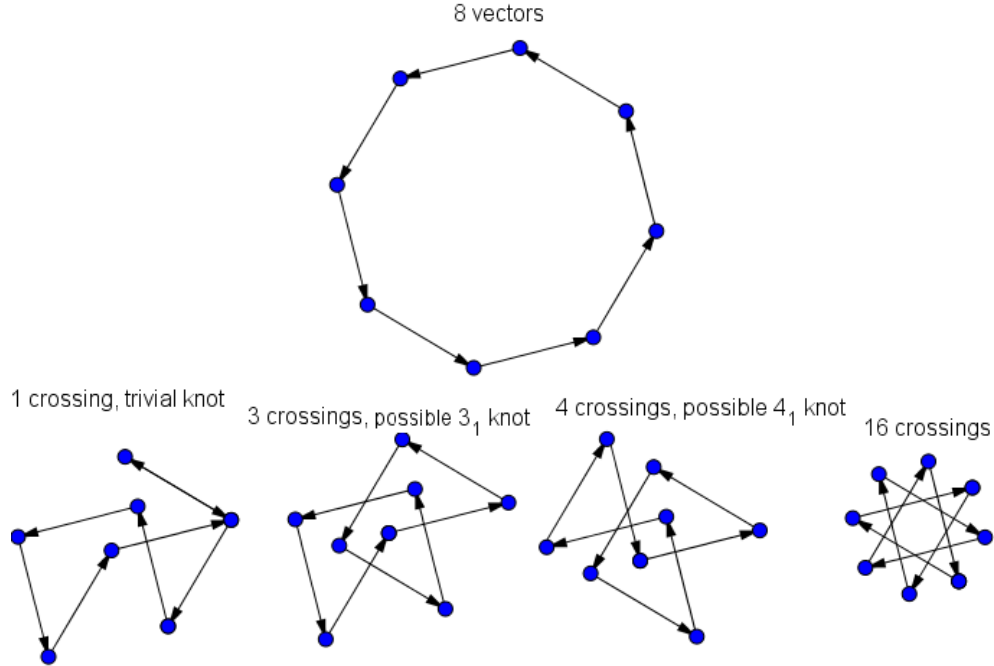 8 vectors
1 crossing, trivial knot
3 crossings, possible 3₁ knot
4 crossings, possible 4₁ knot
16 crossings